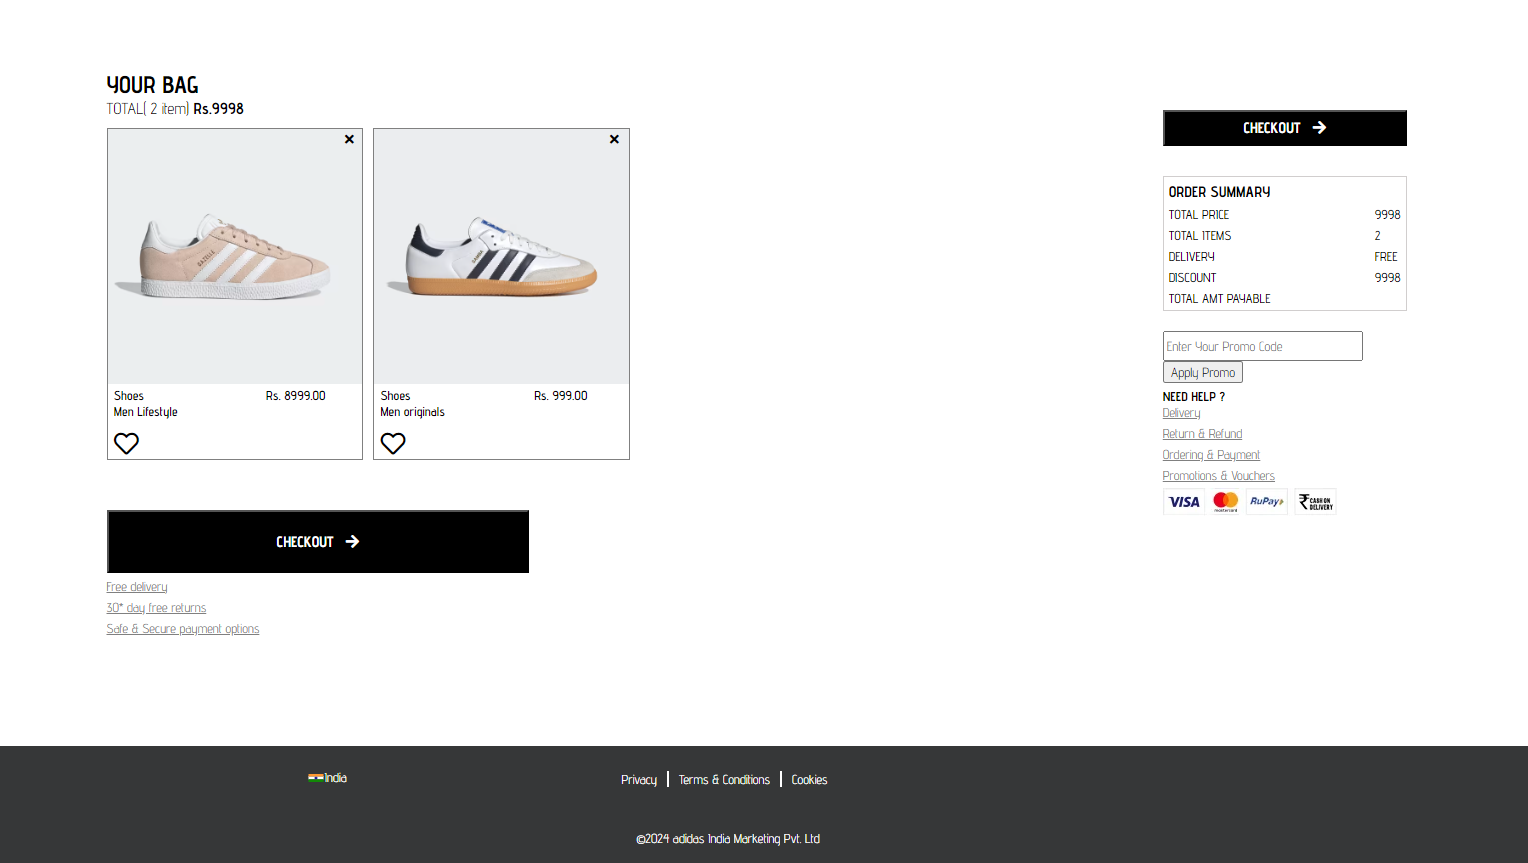 YOUR BAG
TOTAL( 2 item) Rs.9998
GAZELLE
SAMBA
Shoes Rs. 8999.00
Men Lifestyle
Shoes Rs. 999.00
Men originals
CHECKOUT
Free delivery
30* day free returns
Safe & Secure payment options
CHECKOUT
ORDER SUMMARY
TOTAL PRICE 9998
TOTAL ITEMS 2
DELIVERY FREE
DISCOUNT 9998
TOTAL AMT PAYABLE
Enter Your Promo Code
Apply Promo
NEED HELP ?
Delivery
Return & Refund
Ordering & Payment
Promotions & Vouchers
VISA mastercard RuPay ₹ CASH ON DELIVERY
India
Privacy Terms & Conditions Cookies
©2024 adidas India Marketing Pvt. Ltd